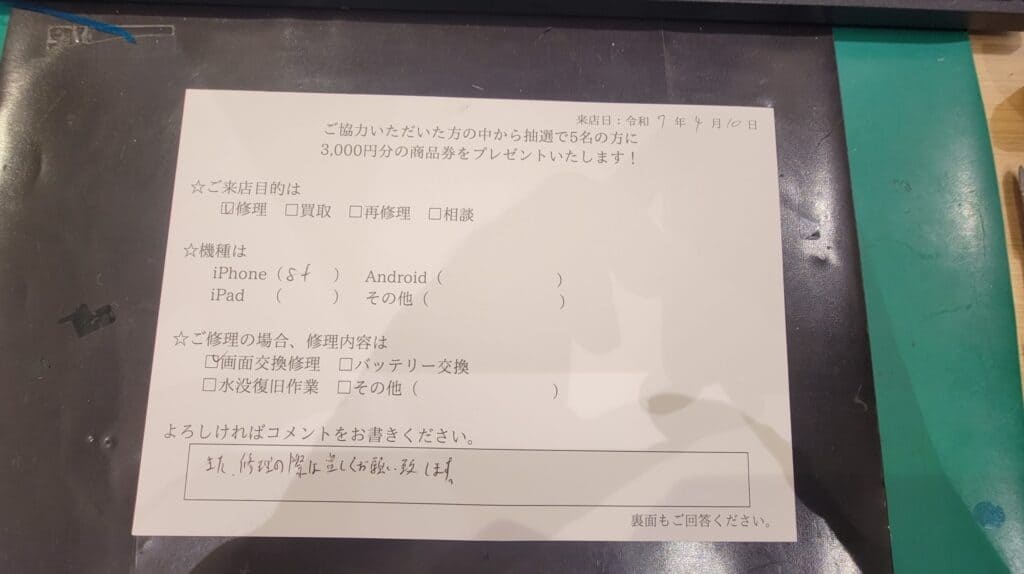 来店日：令和 7 年 4 月 10 日
ご協力いただいた方の中から抽選で5名の方に
3,000円分の商品券をプレゼントいたします！
☆ご来店目的は
☑修理 □買取 □再修理 □相談
☆機種は
iPhone（8+ ） Android（ ）
iPad （ ） その他（ ）
☆ご修理の場合、修理内容は
☑画面交換修理 □バッテリー交換
□水没復旧作業 □その他（ ）
よろしければコメントをお書きください。
また、修理の際は宜しくお願い致します。
裏面もご回答ください。